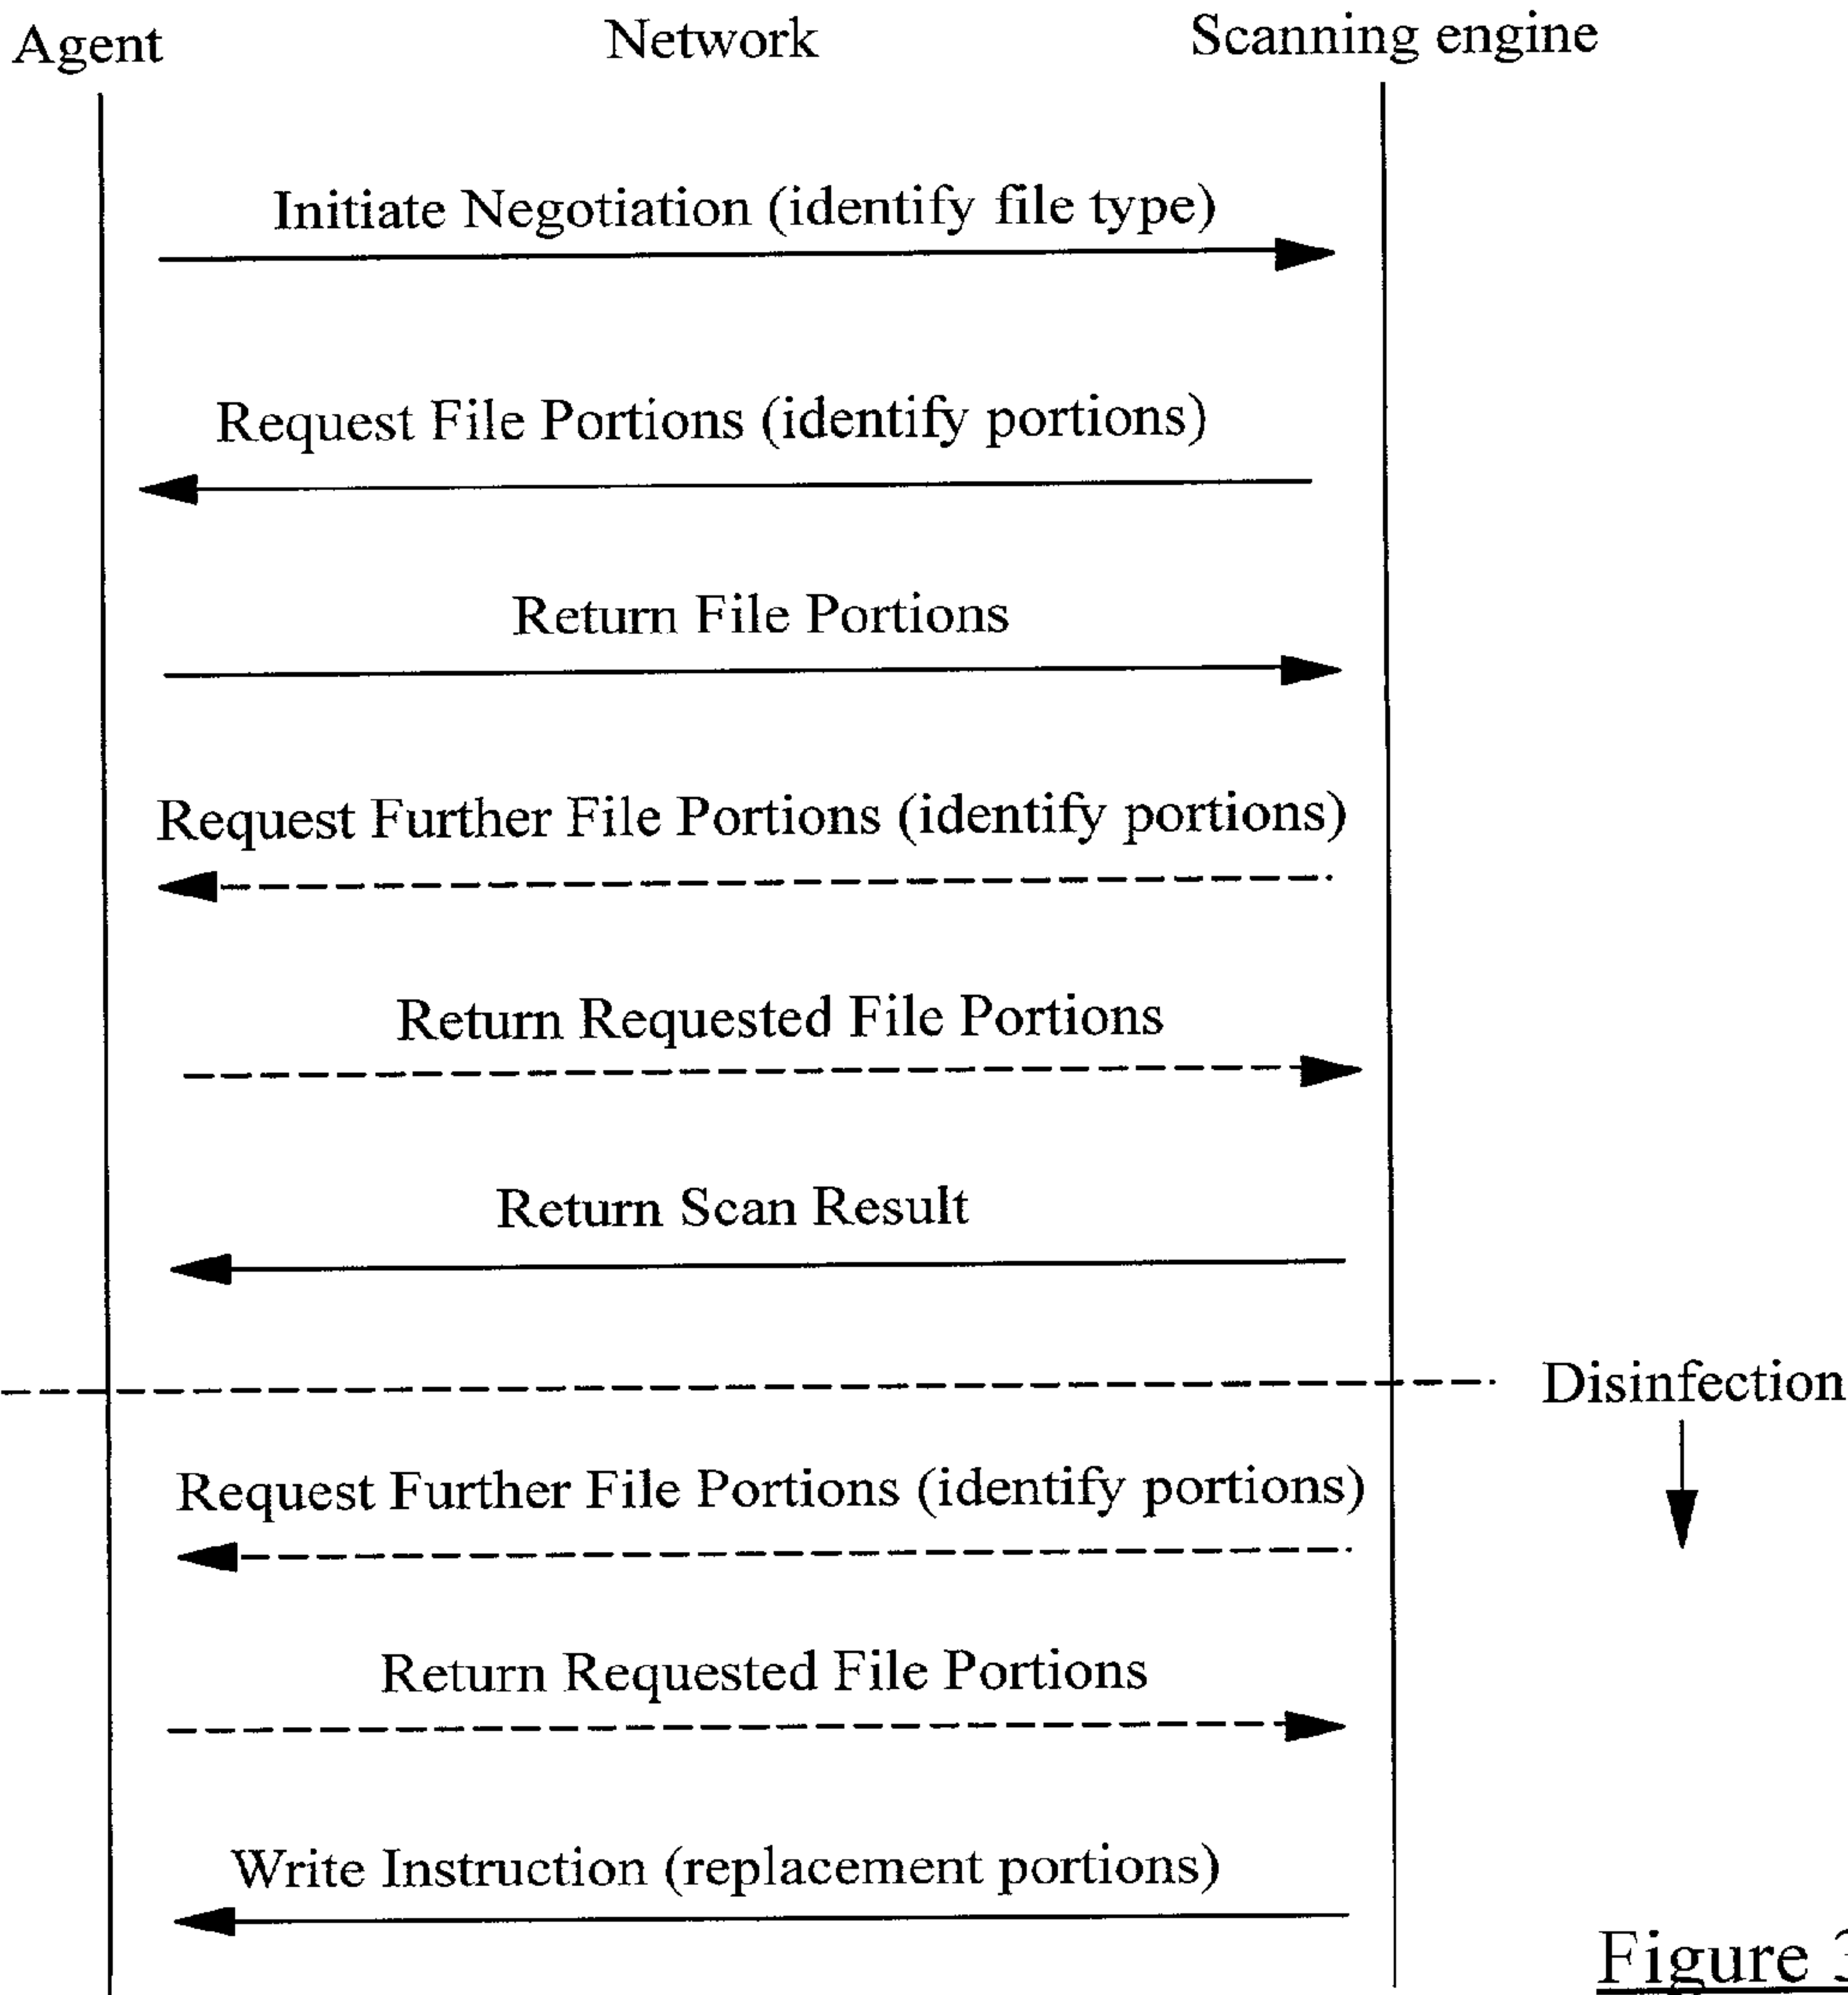 Agent
Network
Scanning engine
Initiate Negotiation (identify file type)
Request File Portions (identify portions)
Return File Portions
Request Further File Portions (identify portions)
Return Requested File Portions
Return Scan Result
Disinfection
Request Further File Portions (identify portions)
Return Requested File Portions
Write Instruction (replacement portions)
Figure 3